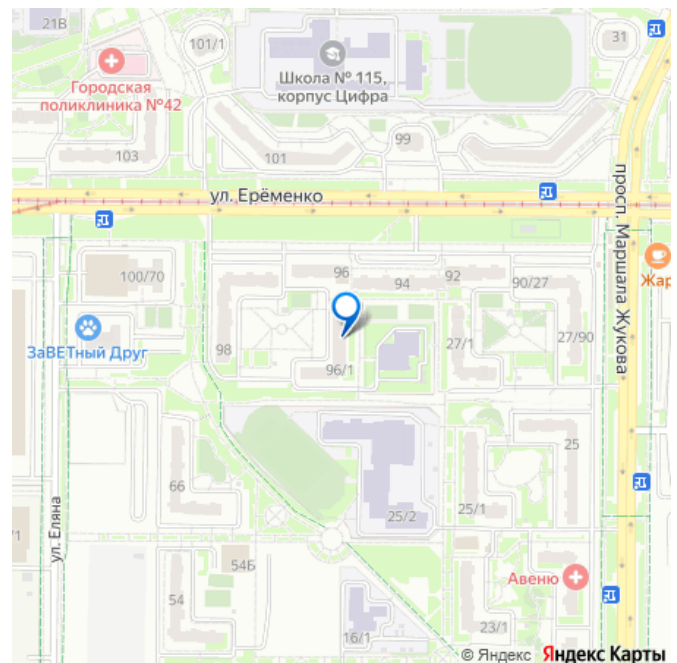 21В
101/1
31
Школа № 115,
корпус Цифра
Городская
поликлиника №42
99
103
101
ул. Ерёменко
просп. Маршала Жукова
96
92
94
90/27
100/70
Жар
ЗаВЕТный Друг
98
27/1
27/90
96/1
25
66
25/2
25/1
ул. Еляна
/1
54Б
Авеню
54
16/1
23/1
© Яндекс Яндекс Карты